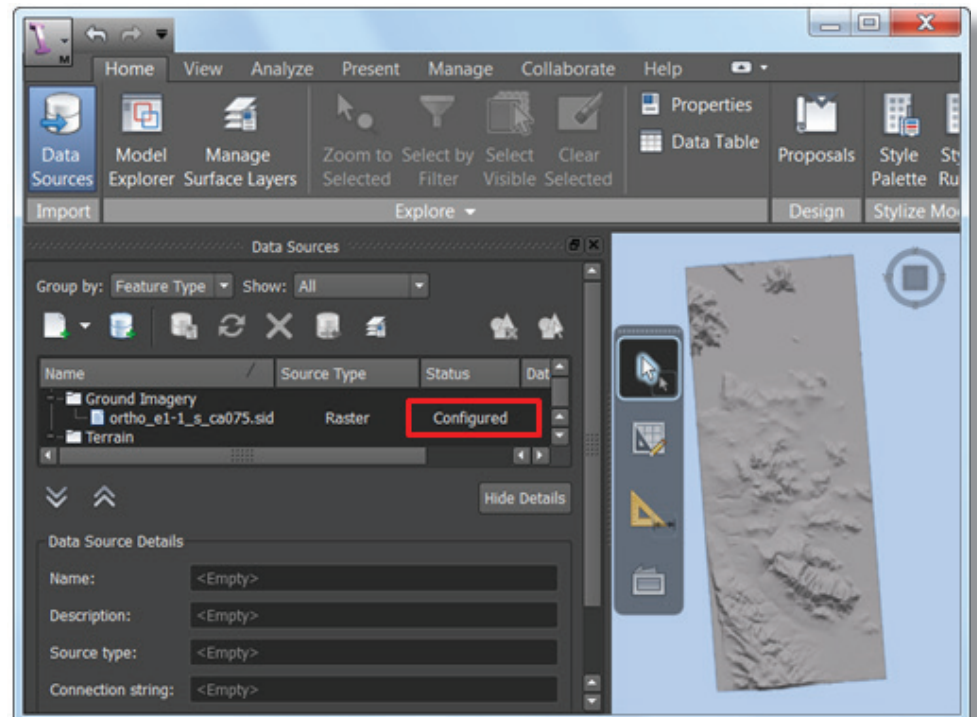 M
Home View Analyze Present Manage Collaborate Help
Data Sources
Model Explorer
Manage Surface Layers
Zoom to Selected
Select by Filter
Select Visible
Clear Selected
Properties
Data Table
Proposals
Style Palette
Import Explore Design Stylize
Data Sources
Group by: Feature Type Show: All
Name Source Type Status
Ground Imagery
ortho_e1-1_s_ca075.sid Raster Configured
Terrain
Hide Details
Data Source Details
Name: <Empty>
Description: <Empty>
Source type: <Empty>
Connection string: <Empty>